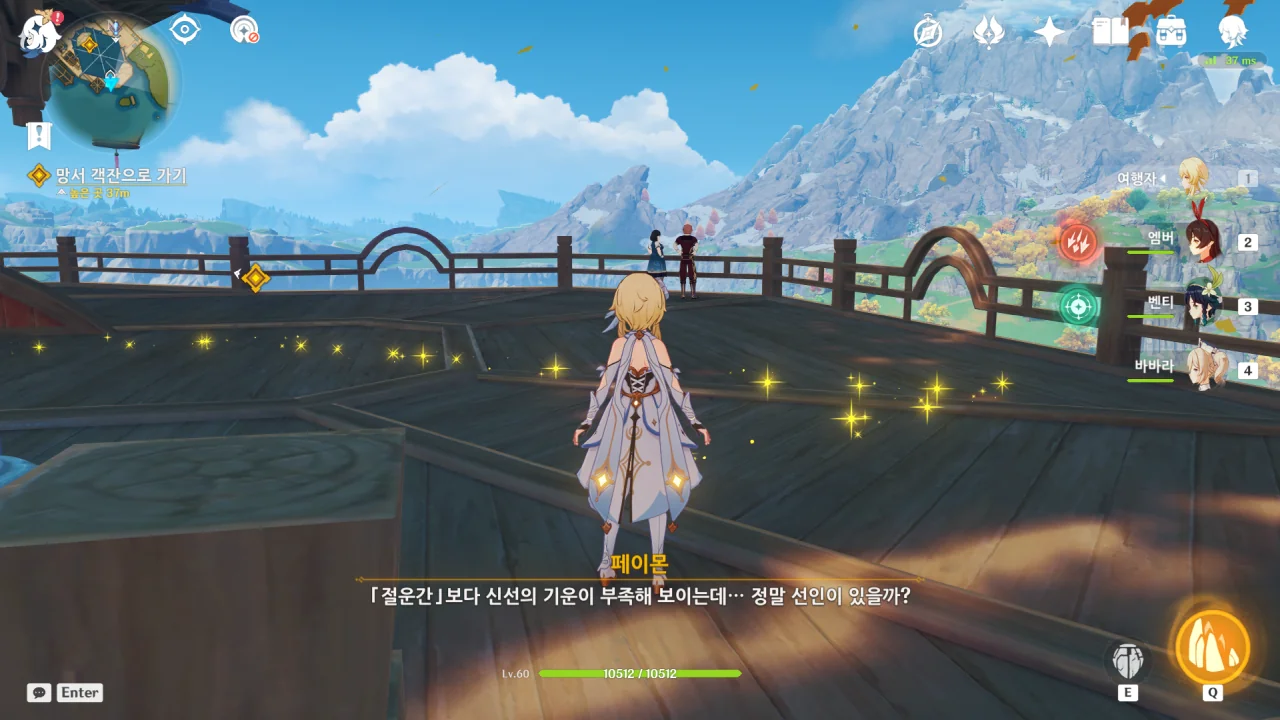 N
37 ms
망서 객잔으로 가기
높은 곳 37m
여행자
1
엠버
2
벤티
3
바바라
4
페이몬
「절운간」보다 신선의 기운이 부족해 보이는데… 정말 선인이 있을까?
Lv.60
10512 / 10512
Enter
E
Q